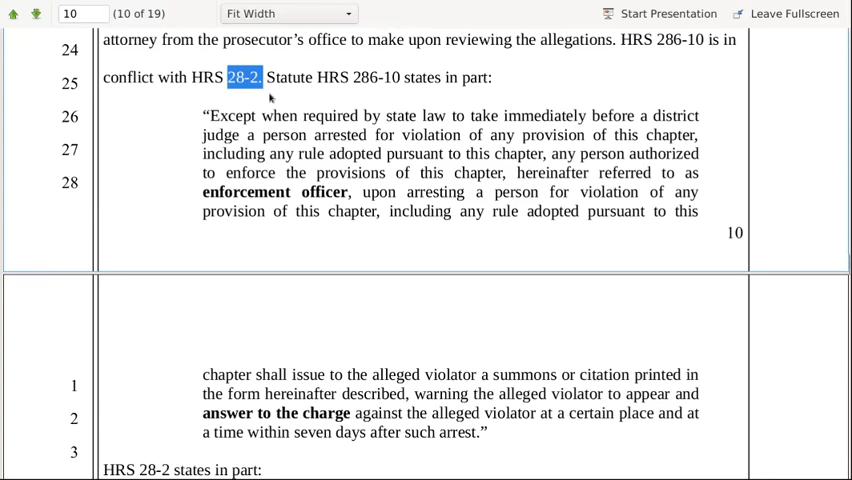 10 (10 of 19) Fit Width Start Presentation Leave Fullscreen
24 attorney from the prosecutor’s office to make upon reviewing the allegations. HRS 286-10 is in
25 conflict with HRS 28-2. Statute HRS 286-10 states in part:
26 “Except when required by state law to take immediately before a district
judge a person arrested for violation of any provision of this chapter,
27 including any rule adopted pursuant to this chapter, any person authorized
to enforce the provisions of this chapter, hereinafter referred to as
28 enforcement officer, upon arresting a person for violation of any
provision of this chapter, including any rule adopted pursuant to this
10
chapter shall issue to the alleged violator a summons or citation printed in
1 the form hereinafter described, warning the alleged violator to appear and
2 answer to the charge against the alleged violator at a certain place and at
a time within seven days after such arrest.”
3 HRS 28-2 states in part: